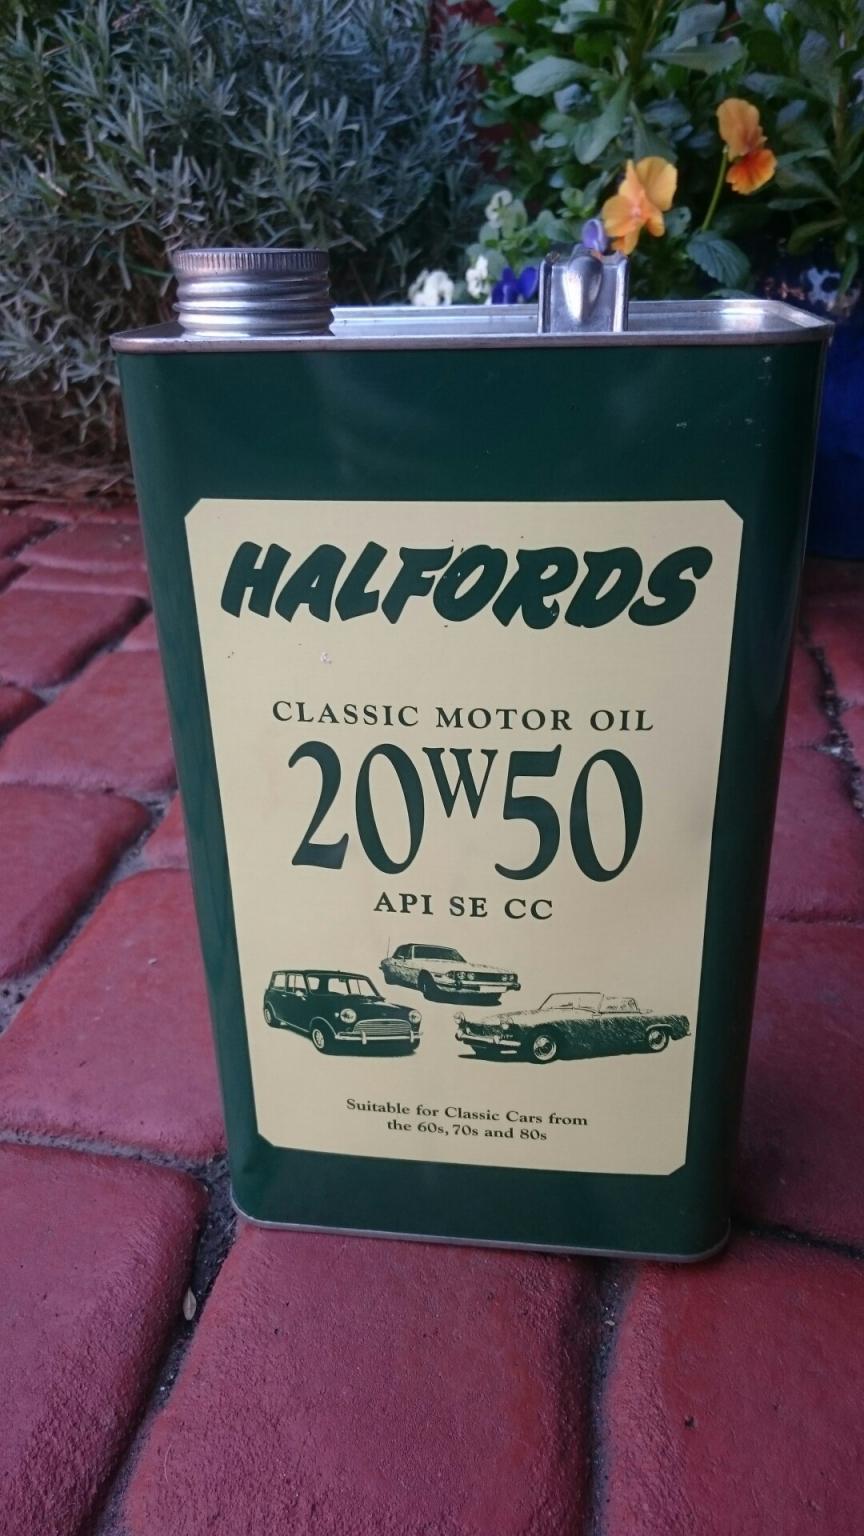 HALFORDS
CLASSIC MOTOR OIL
20W50
API SE CC
Suitable for Classic Cars from
the 60s, 70s and 80s